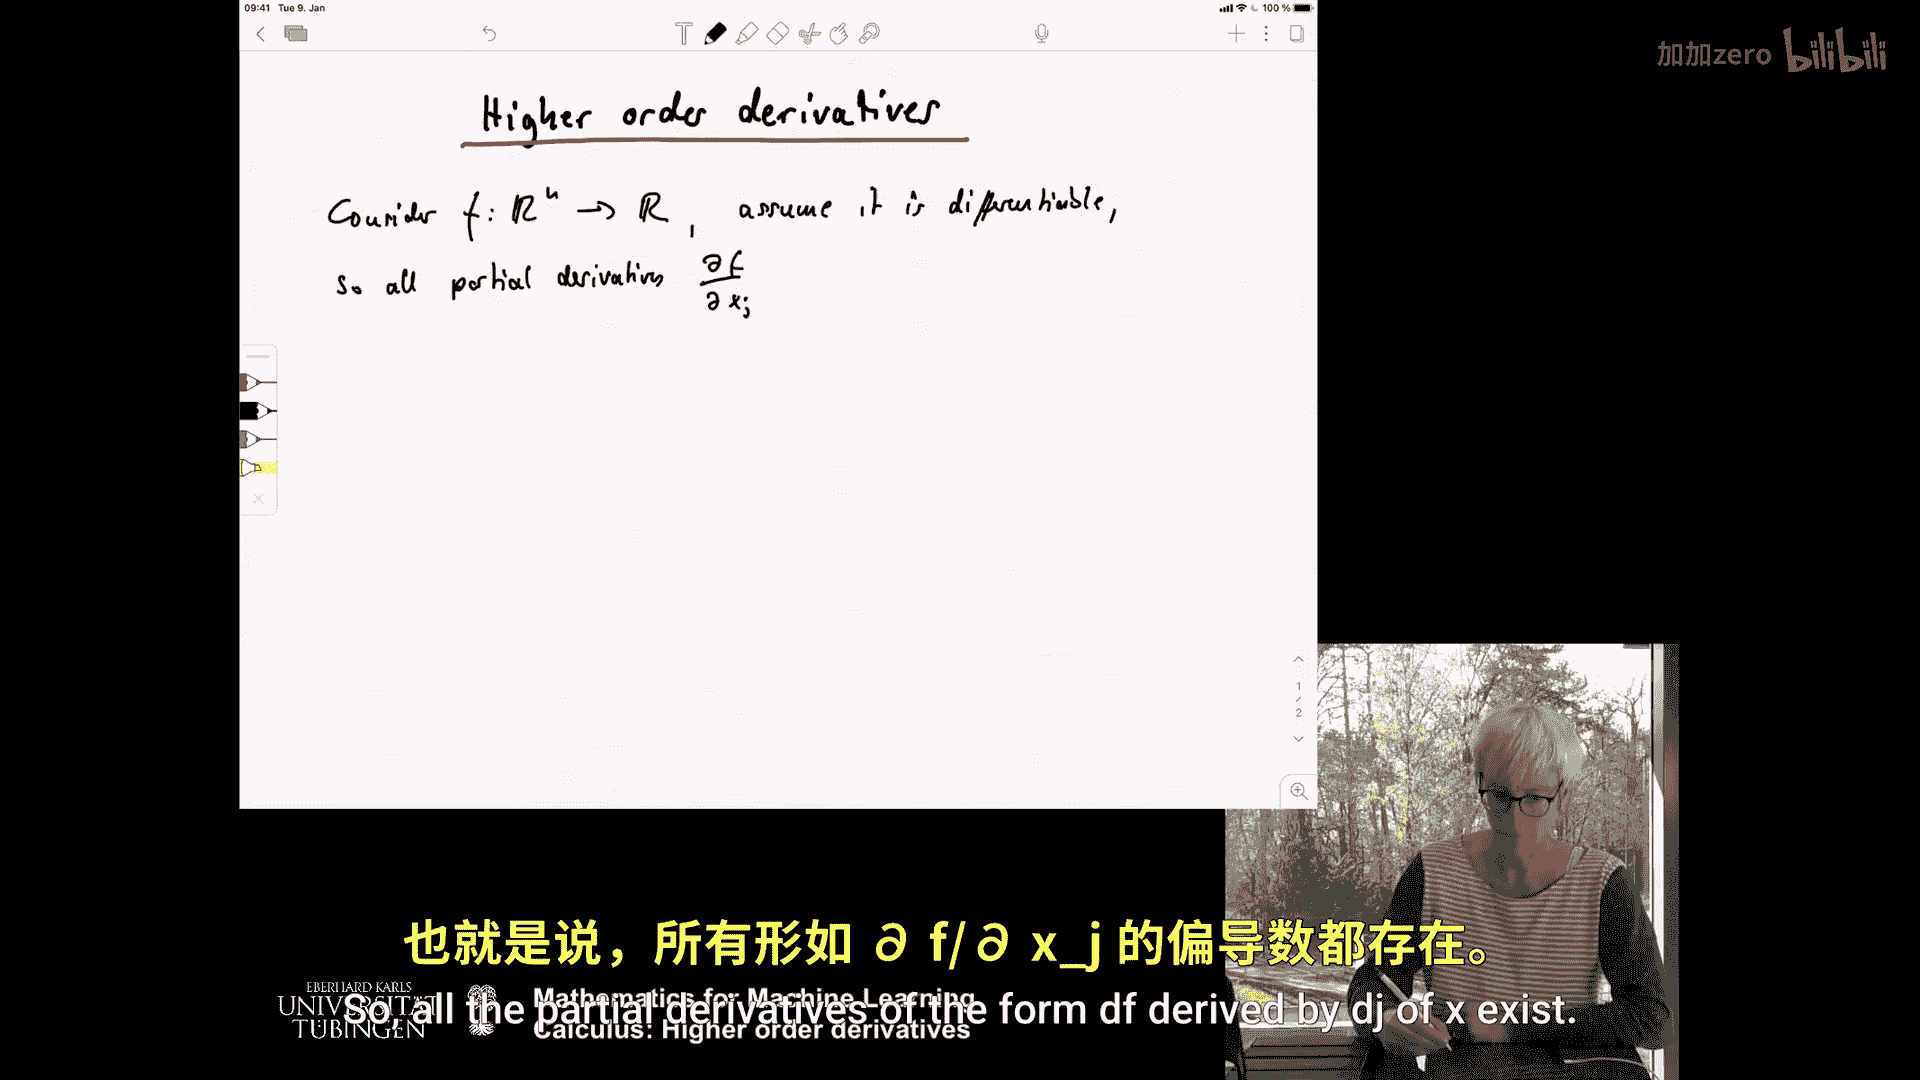 09:41 Tue 9. Jan
100 %
加加zero bilibili
Higher order derivatives
Consider f: ℝⁿ → ℝ, assume it is differentiable,
so all partial derivatives ∂f/∂x_j
1
2
也就是说，所有形如 ∂ f/∂ x_j 的偏导数都存在。
So, all the partial derivatives of the form df derived by dj of x exist.
EBERHARD KARLS
UNIVERSITÄT
TÜBINGEN
Mathematics for Machine Learning
Calculus: Higher order derivatives